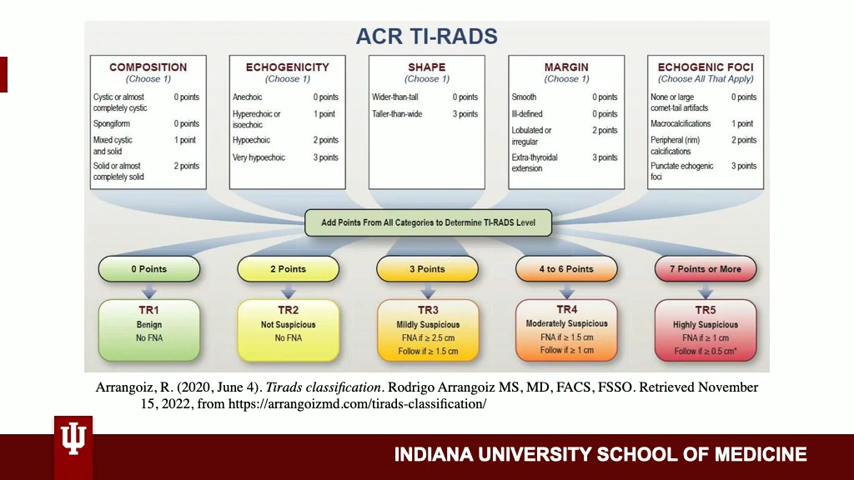 ACR TI-RADS
COMPOSITION
(Choose 1)
Cystic or almost
completely cystic
0 points
Spongiform
0 points
Mixed cystic
and solid
1 point
Solid or almost
completely solid
2 points
ECHOGENICITY
(Choose 1)
Anechoic
0 points
Hyperechoic or
isoechoic
1 point
Hypoechoic
2 points
Very hypoechoic
3 points
SHAPE
(Choose 1)
Wider-than-tall
0 points
Taller-than-wide
3 points
MARGIN
(Choose 1)
Smooth
0 points
Ill-defined
0 points
Lobulated or
irregular
2 points
Extra-thyroidal
extension
3 points
ECHOGENIC FOCI
(Choose All That Apply)
None or large
comet-tail artifacts
0 points
Macrocalcifications
1 point
Peripheral (rim)
calcifications
2 points
Punctate echogenic
foci
3 points
Add Points From All Categories to Determine TI-RADS Level
0 Points
2 Points
3 Points
4 to 6 Points
7 Points or More
TR1
Benign
No FNA
TR2
Not Suspicious
No FNA
TR3
Mildly Suspicious
FNA if ≥ 2.5 cm
Follow if ≥ 1.5 cm
TR4
Moderately Suspicious
FNA if ≥ 1.5 cm
Follow if ≥ 1 cm
TR5
Highly Suspicious
FNA if ≥ 1 cm
Follow if ≥ 0.5 cm*
Arrangoiz, R. (2020, June 4). Tirads classification. Rodrigo Arrangoiz MS, MD, FACS, FSSO. Retrieved November
15, 2022, from https://arrangoizmd.com/tirads-classification/
INDIANA UNIVERSITY SCHOOL OF MEDICINE